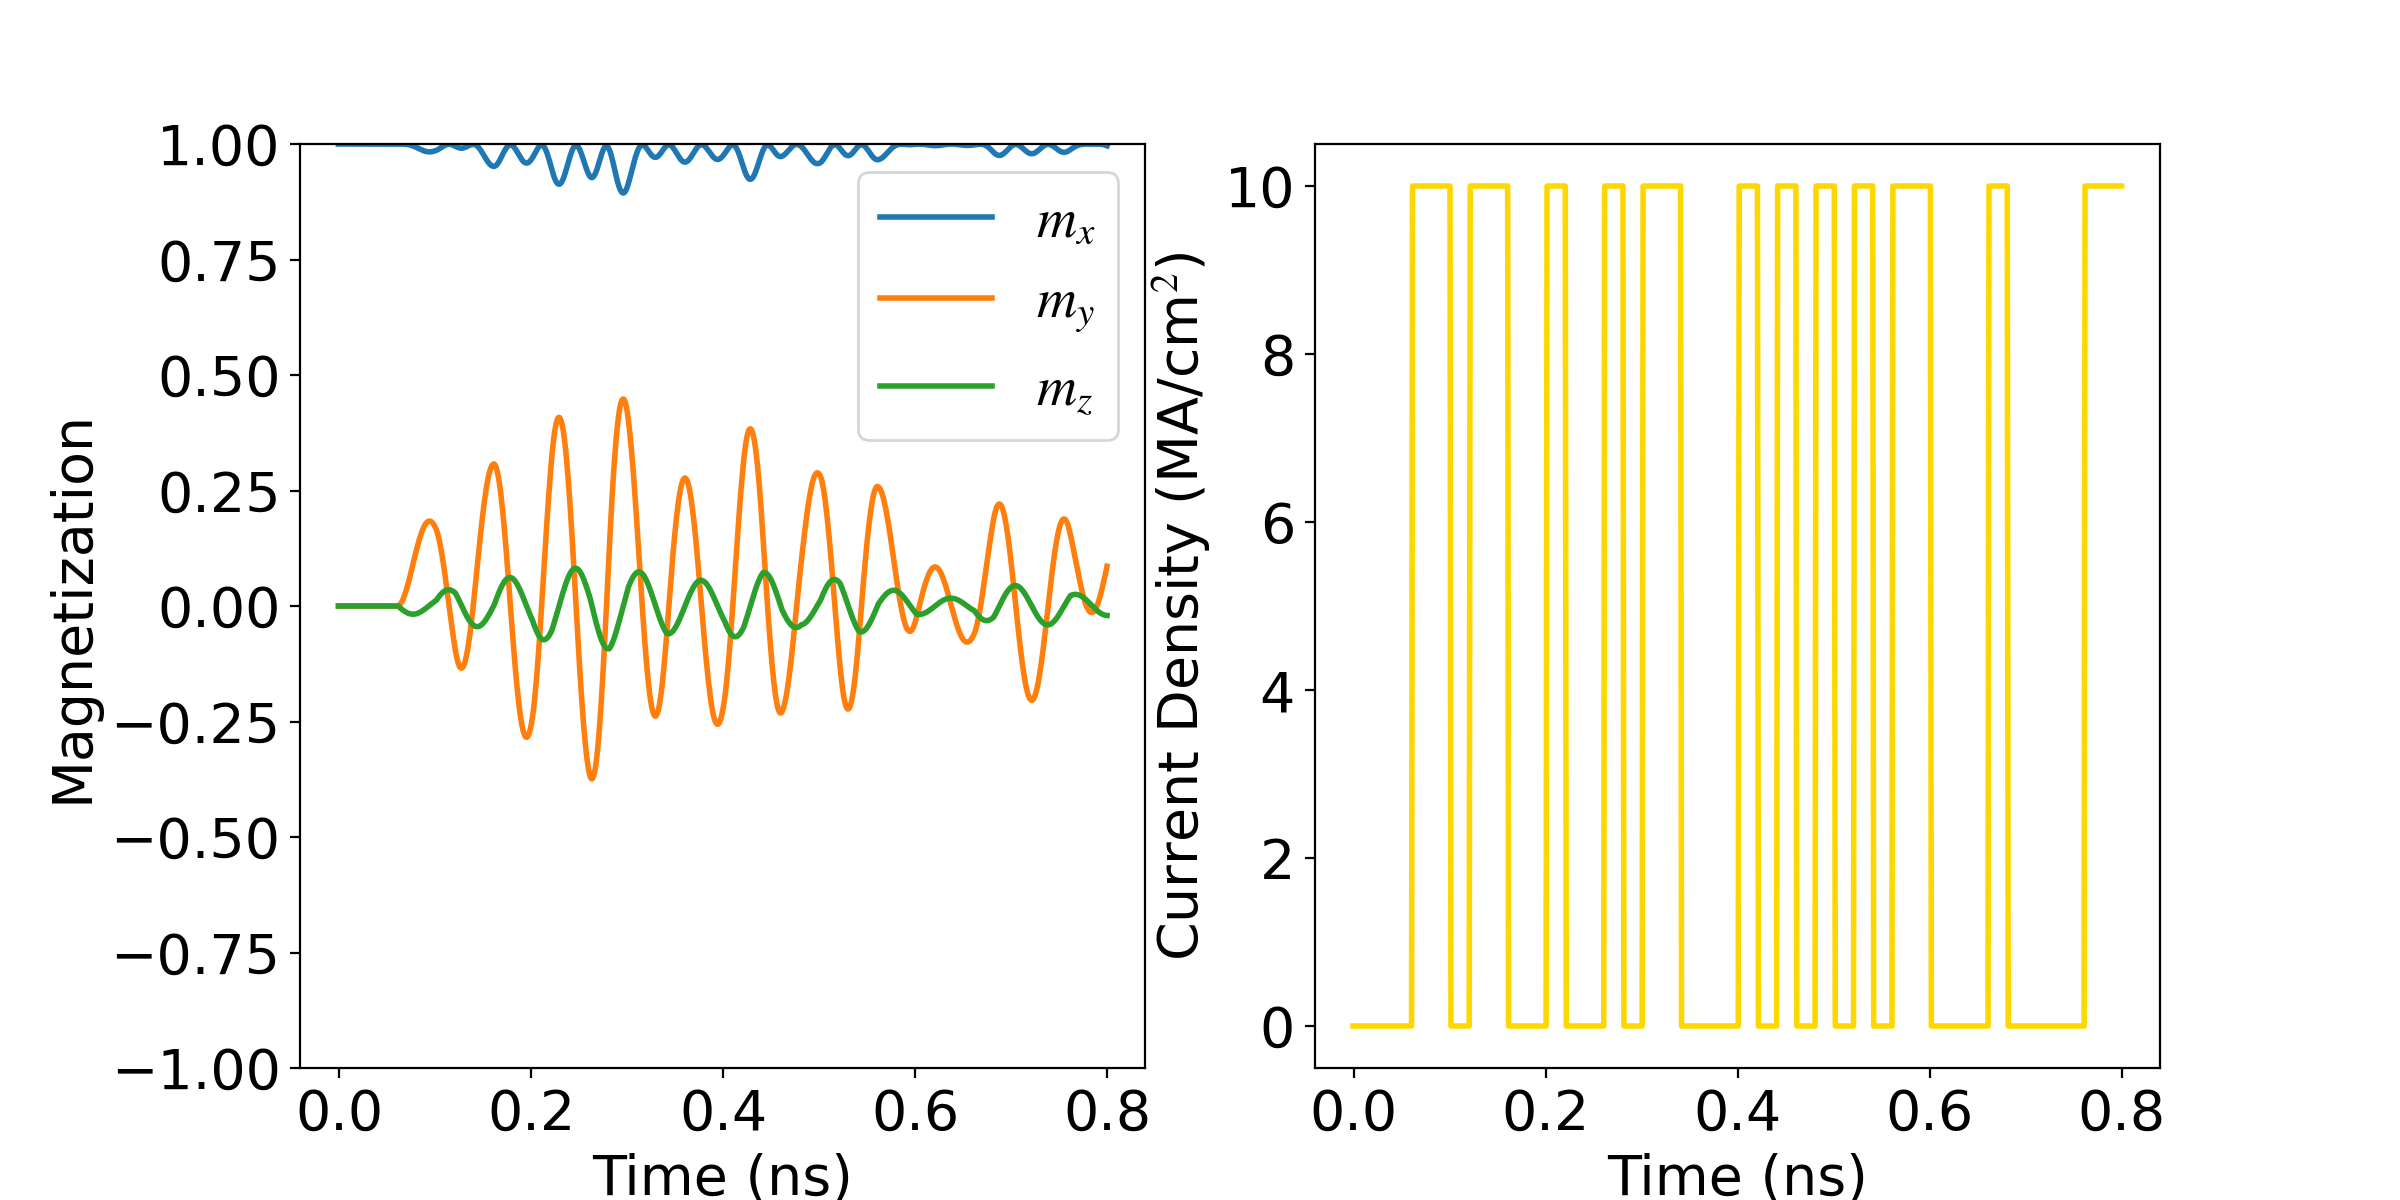 Magnetization
1.00
0.75
0.50
0.25
0.00
−0.25
−0.50
−0.75
−1.00
0.0 0.2 0.4 0.6 0.8
Time (ns)
m_x
m_y
m_z
Current Density (MA/cm²)
10
8
6
4
2
0
0.0 0.2 0.4 0.6 0.8
Time (ns)